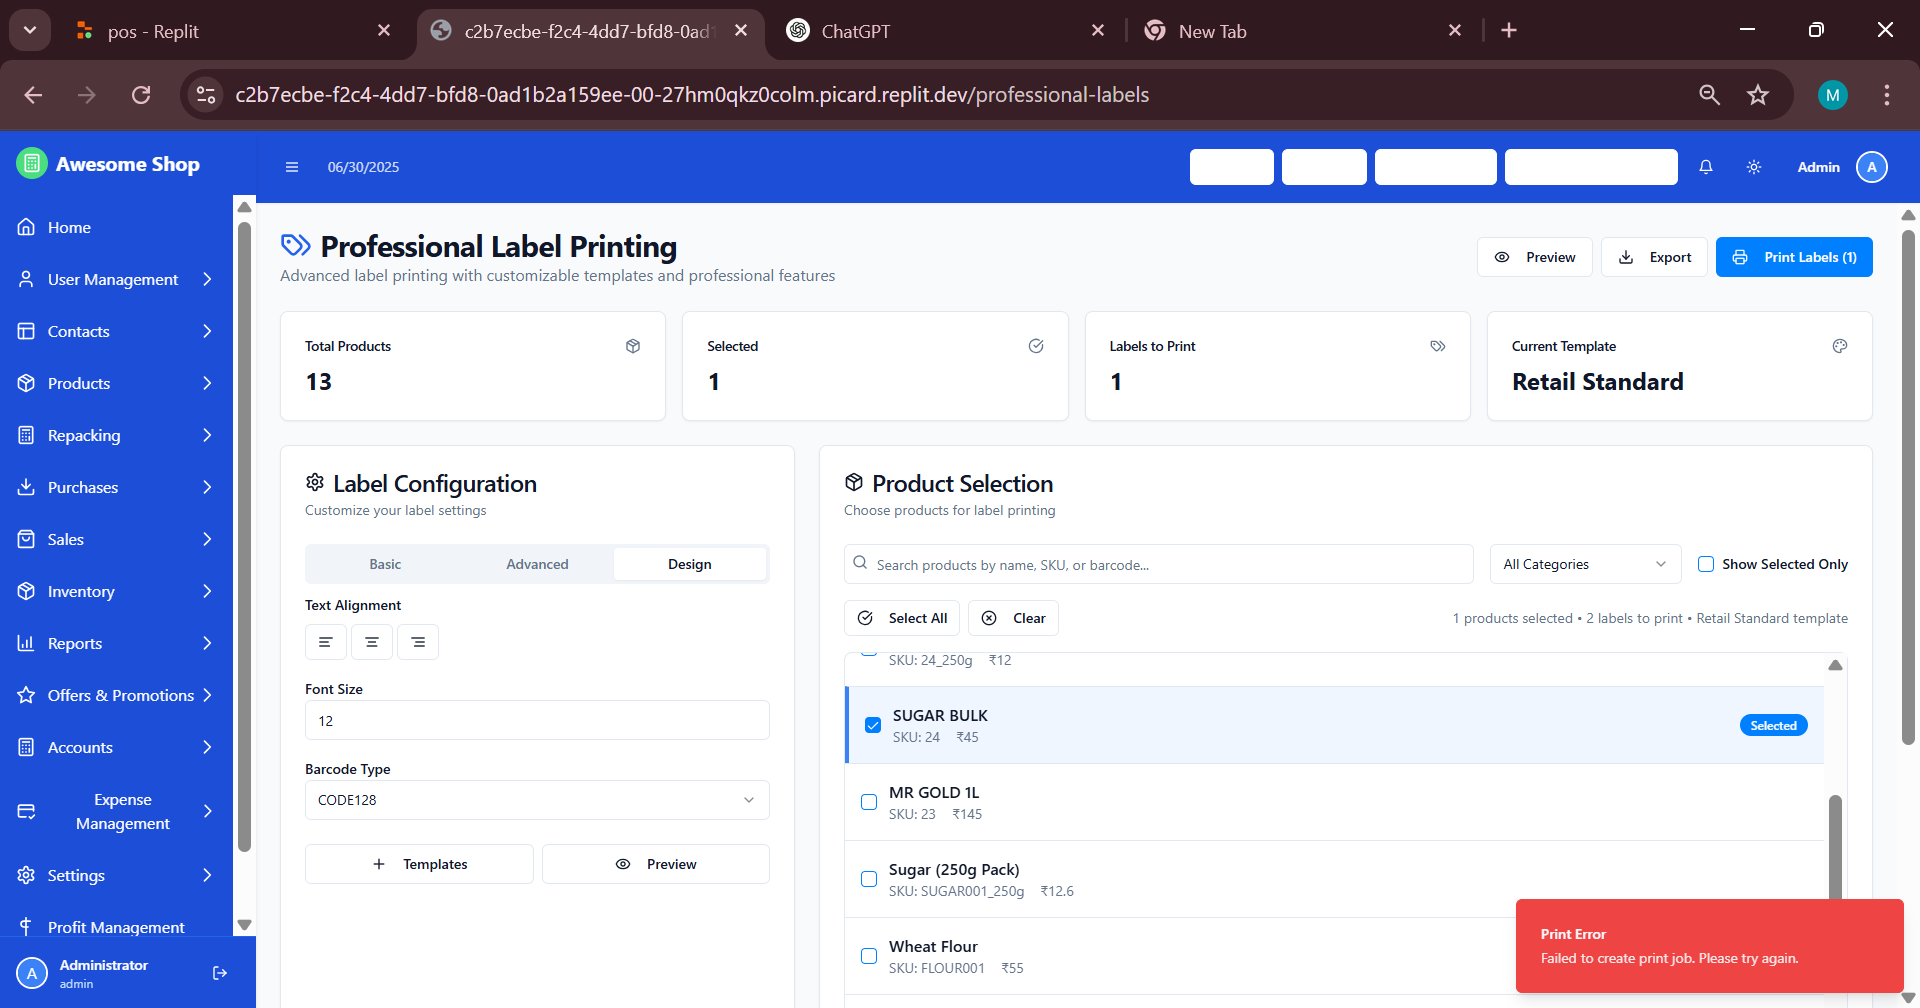 pos - Replit
c2b7ecbe-f2c4-4dd7-bfd8-0ad1
ChatGPT
New Tab
c2b7ecbe-f2c4-4dd7-bfd8-0ad1b2a159ee-00-27hm0qkz0colm.picard.replit.dev/professional-labels
M
Awesome Shop
06/30/2025
Admin
A
Home
User Management
Contacts
Products
Repacking
Purchases
Sales
Inventory
Reports
Offers & Promotions
Accounts
Expense
Management
Settings
Profit Management
A
Administrator
admin
Professional Label Printing
Advanced label printing with customizable templates and professional features
Preview
Export
Print Labels (1)
Total Products
13
Selected
1
Labels to Print
1
Current Template
Retail Standard
Label Configuration
Customize your label settings
Basic
Advanced
Design
Text Alignment
Font Size
12
Barcode Type
CODE128
Templates
Preview
Product Selection
Choose products for label printing
Search products by name, SKU, or barcode...
All Categories
Show Selected Only
Select All
Clear
1 products selected • 2 labels to print • Retail Standard template
SKU: 24_250g ₹12
SUGAR BULK
SKU: 24 ₹45
Selected
MR GOLD 1L
SKU: 23 ₹145
Sugar (250g Pack)
SKU: SUGAR001_250g ₹12.6
Wheat Flour
SKU: FLOUR001 ₹55
Print Error
Failed to create print job. Please try again.